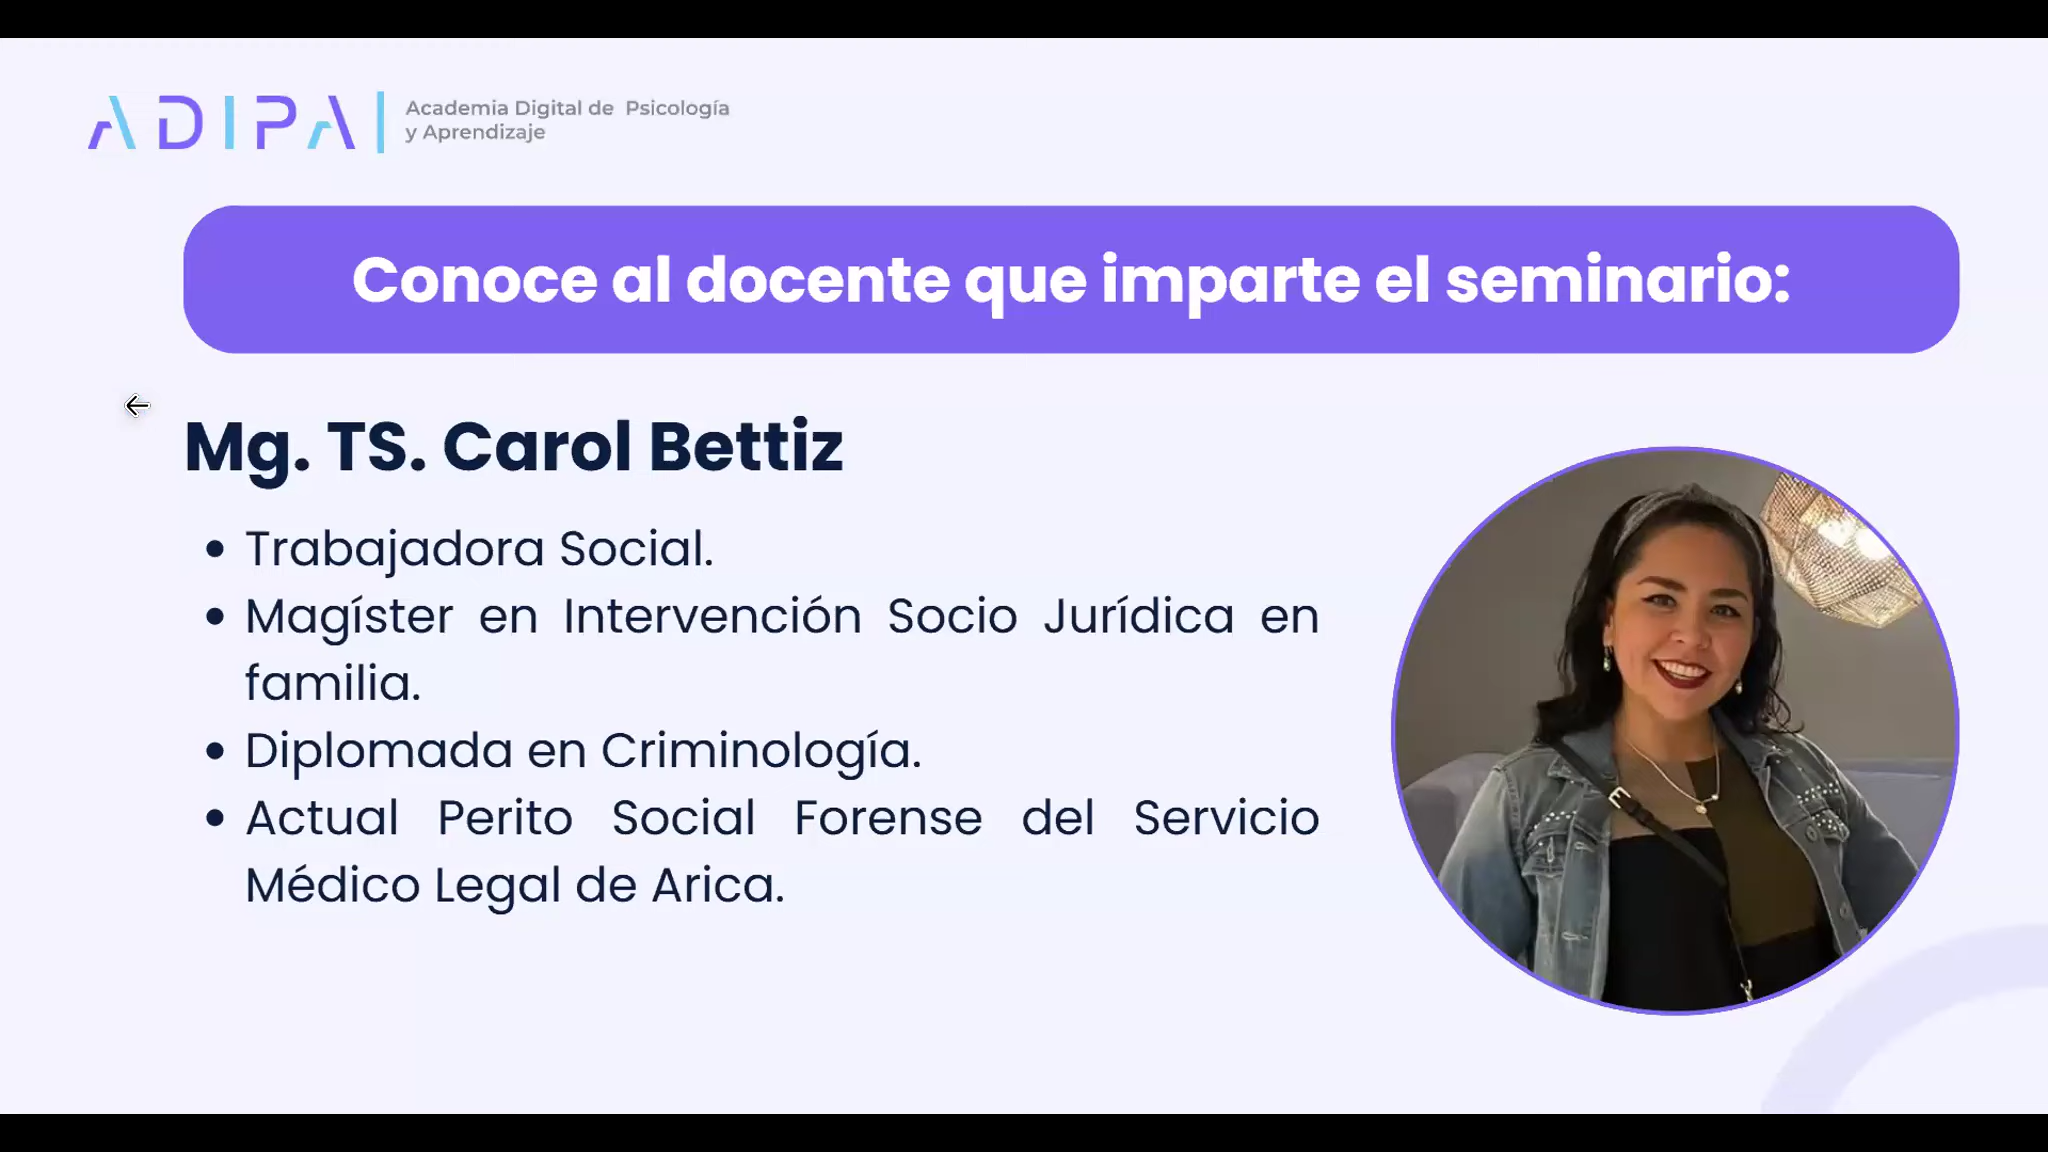 ADIPA
Academia Digital de Psicología
y Aprendizaje
Conoce al docente que imparte el seminario:
Mg. TS. Carol Bettiz
• Trabajadora Social.
• Magíster en Intervención Socio Jurídica en
familia.
• Diplomada en Criminología.
• Actual Perito Social Forense del Servicio
Médico Legal de Arica.